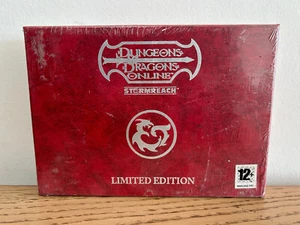 DUNGEONS
DRAGONS
ONLINE
STORMREACH
LIMITED EDITION
12+